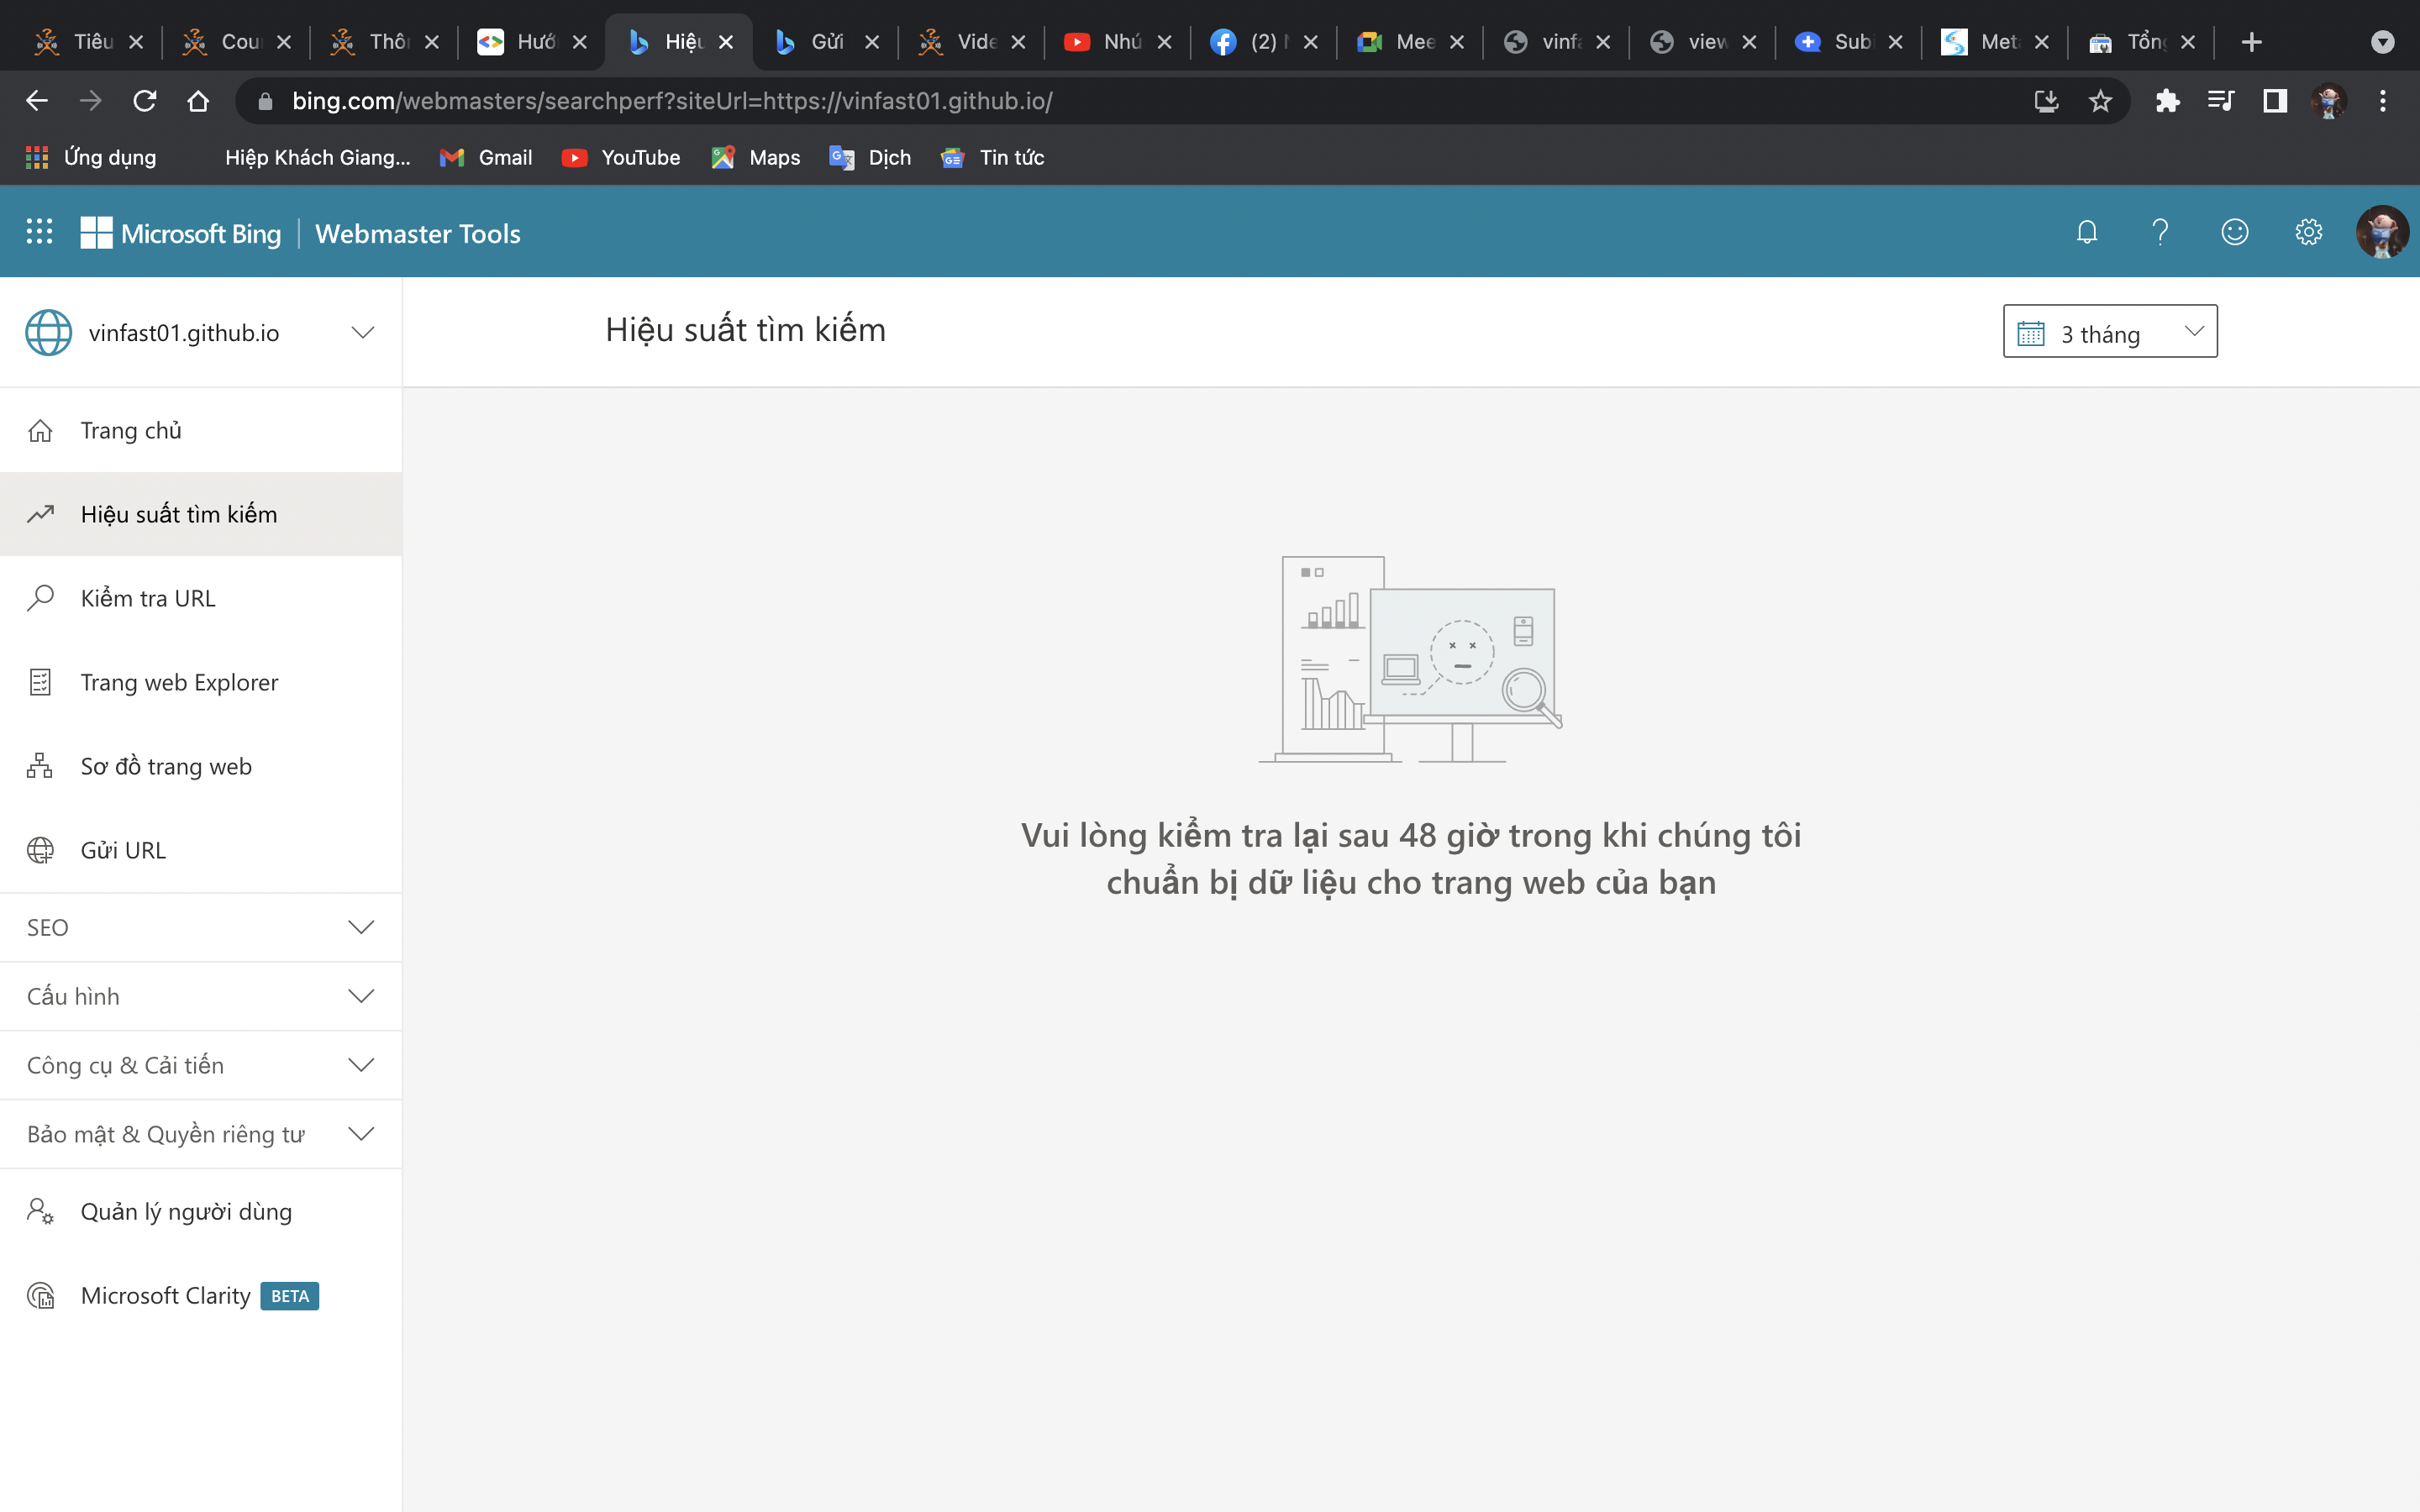 Tiêu
Cou
Thôn
Hướ
Hiệu
Gửi
Vide
Nhú
(2)
Mee
vinfa
view
Sub
Meta
Tổng
bing.com/webmasters/searchperf?siteUrl=https://vinfast01.github.io/
Ứng dụng
Hiệp Khách Giang...
Gmail
YouTube
Maps
Dịch
Tin tức
Microsoft Bing
Webmaster Tools
vinfast01.github.io
Hiệu suất tìm kiếm
3 tháng
Trang chủ
Hiệu suất tìm kiếm
Kiểm tra URL
Trang web Explorer
Sơ đồ trang web
Gửi URL
Vui lòng kiểm tra lại sau 48 giờ trong khi chúng tôi
chuẩn bị dữ liệu cho trang web của bạn
SEO
Cấu hình
Công cụ & Cải tiến
Bảo mật & Quyền riêng tư
Quản lý người dùng
Microsoft Clarity BETA